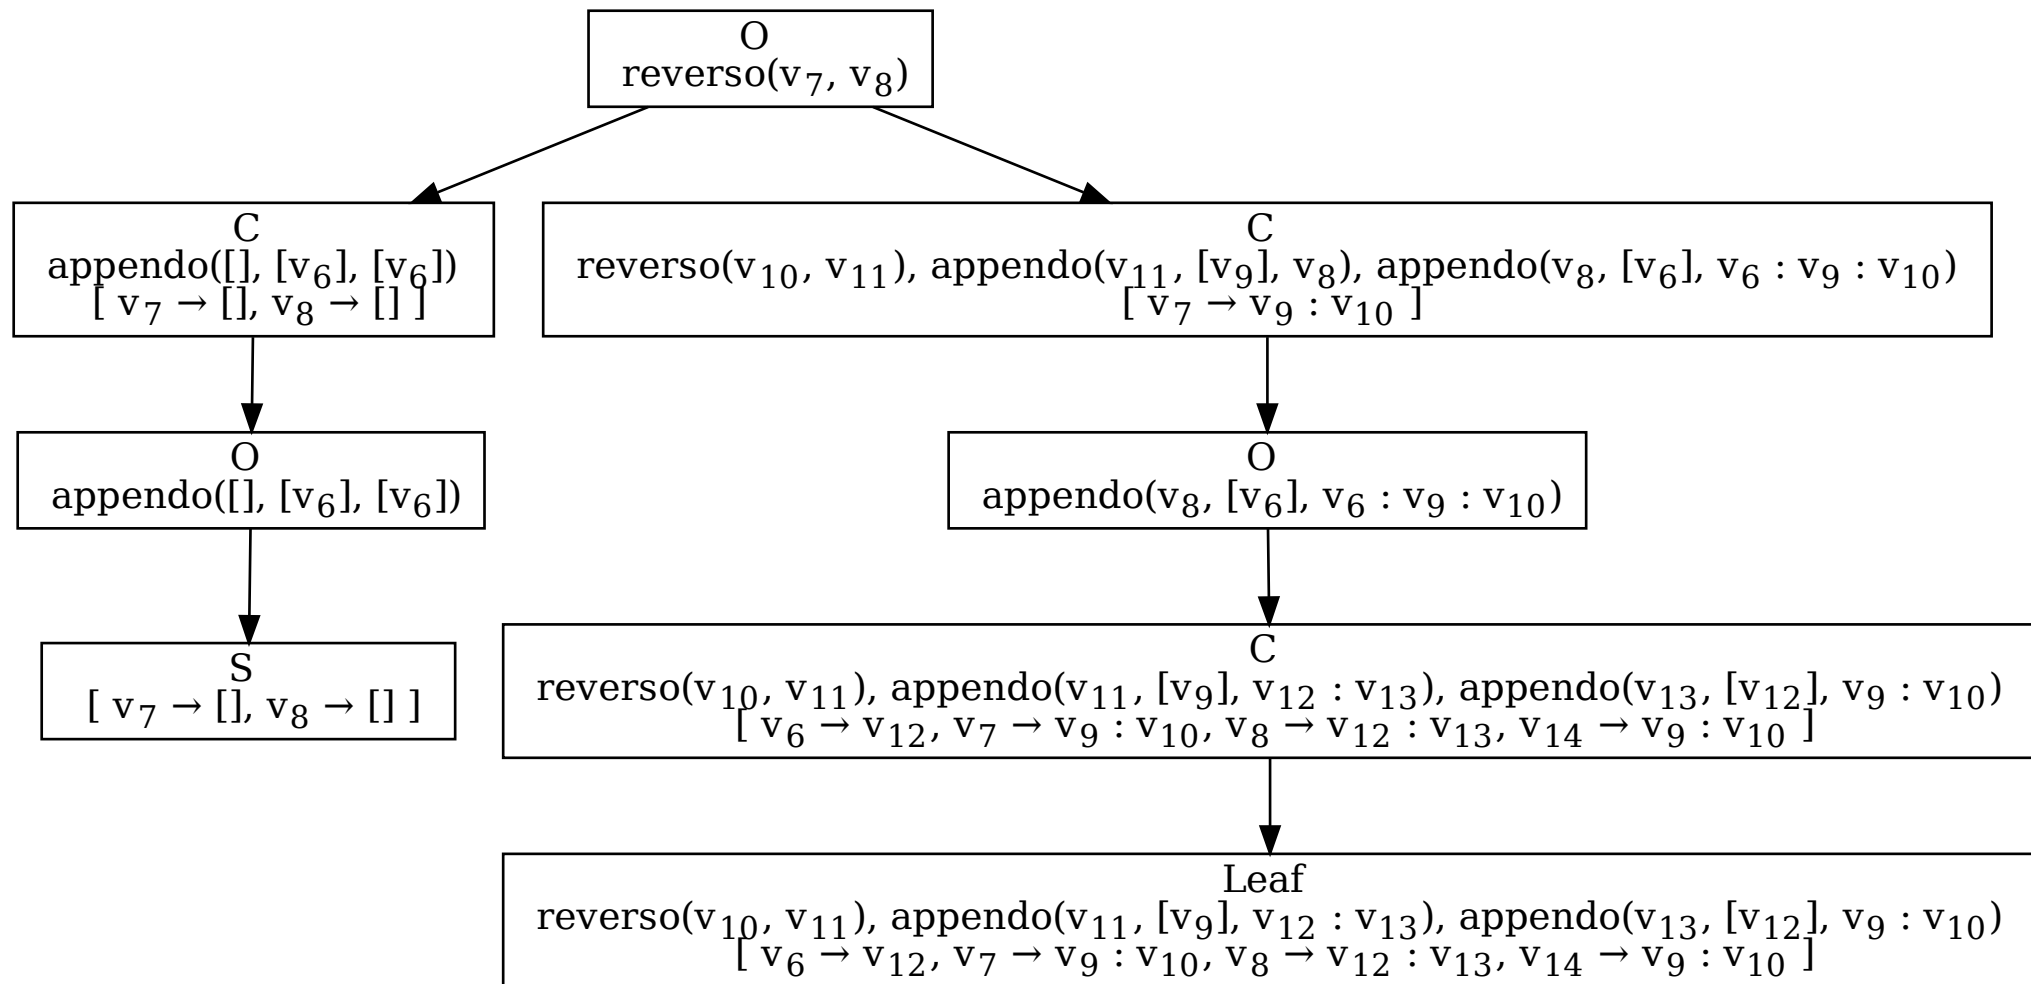 O
reverso(v₇, v₈)
C
appendo([], [v₆], [v₆])
[ v₇ → [], v₈ → [] ]
C
reverso(v₁₀, v₁₁), appendo(v₁₁, [v₉], v₈), appendo(v₈, [v₆], v₆ : v₉ : v₁₀)
[ v₇ → v₉ : v₁₀ ]
O
appendo([], [v₆], [v₆])
O
appendo(v₈, [v₆], v₆ : v₉ : v₁₀)
S
[ v₇ → [], v₈ → [] ]
C
reverso(v₁₀, v₁₁), appendo(v₁₁, [v₉], v₁₂ : v₁₃), appendo(v₁₃, [v₁₂], v₉ : v₁₀)
[ v₆ → v₁₂, v₇ → v₉ : v₁₀, v₈ → v₁₂ : v₁₃, v₁₄ → v₉ : v₁₀ ]
Leaf
reverso(v₁₀, v₁₁), appendo(v₁₁, [v₉], v₁₂ : v₁₃), appendo(v₁₃, [v₁₂], v₉ : v₁₀)
[ v₆ → v₁₂, v₇ → v₉ : v₁₀, v₈ → v₁₂ : v₁₃, v₁₄ → v₉ : v₁₀ ]